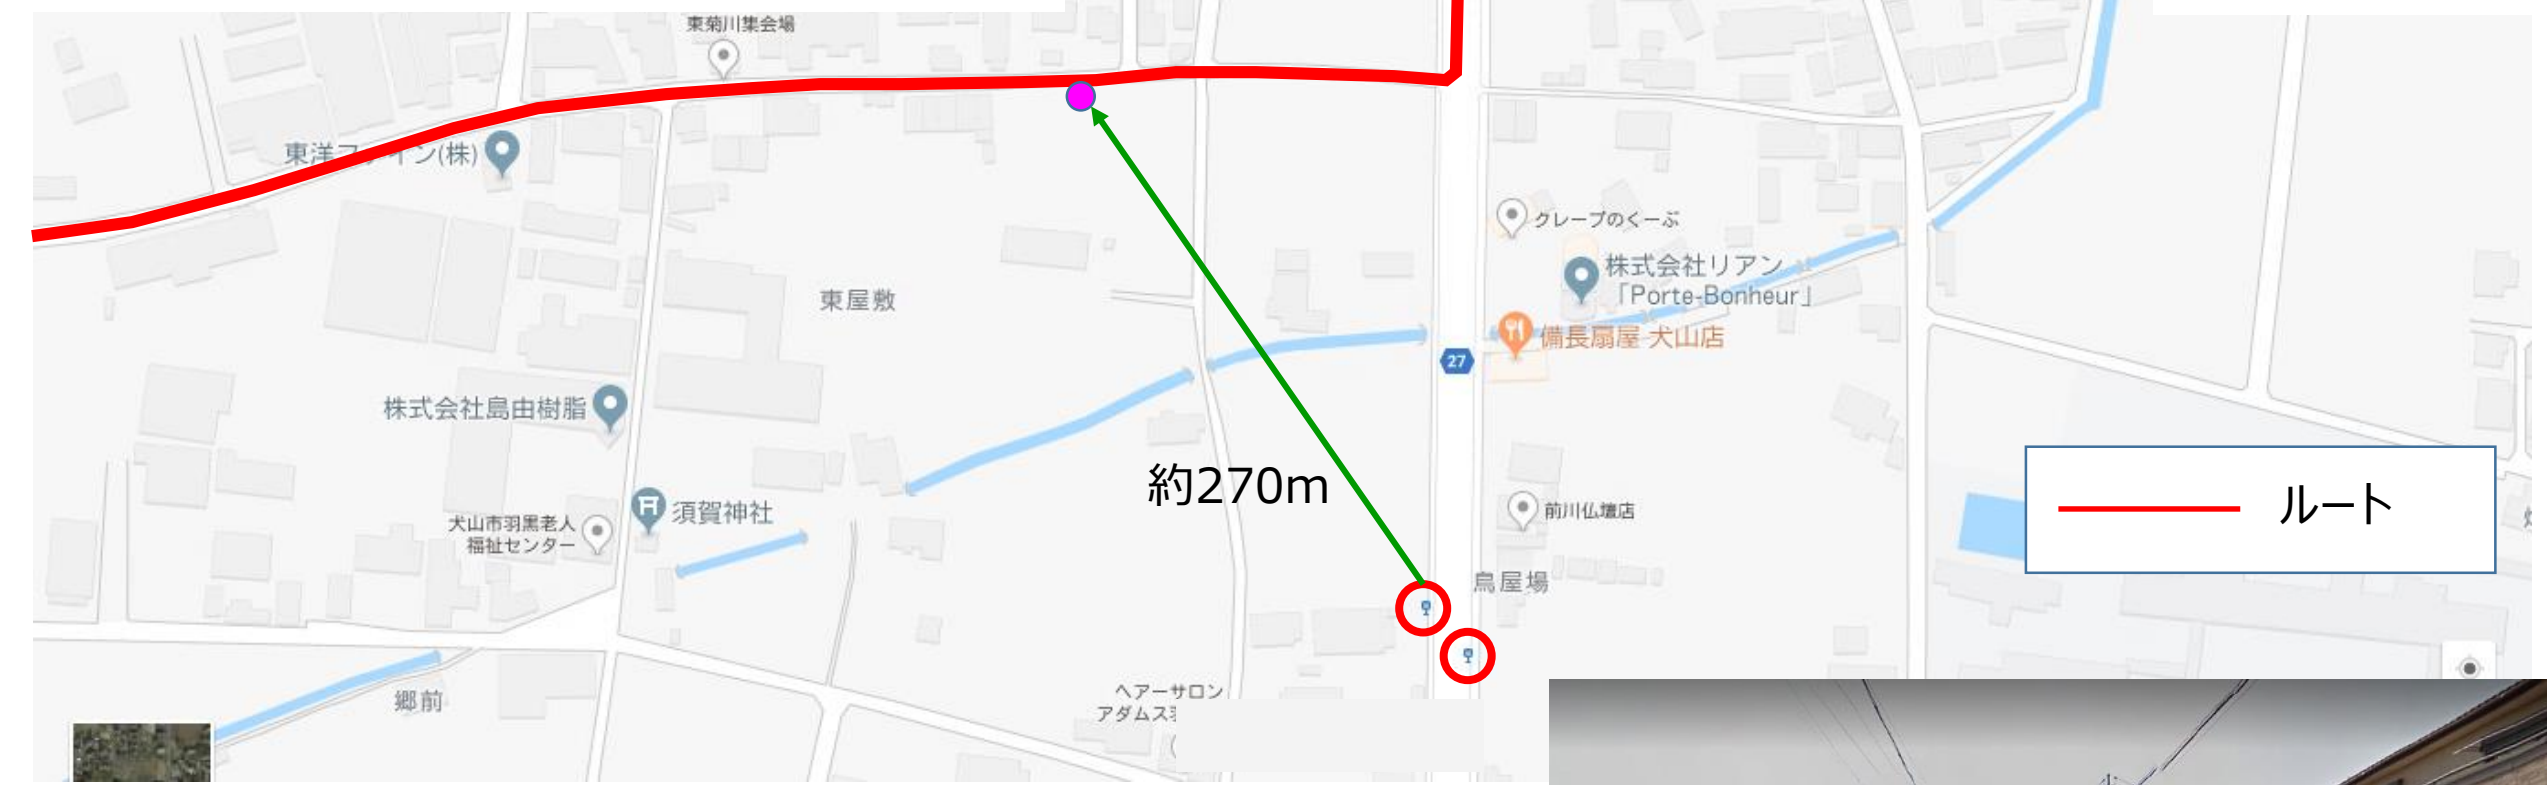 東菊川集会場
東洋ファイン(株)
クレープのくーぷ
株式会社リアン
「Porte-Bonheur」
東屋敷
27
備長扇屋 犬山店
株式会社島由樹脂
約270m
ルート
須賀神社
前川仏壇店
犬山市羽黒老人
福祉センター
鳥屋場
郷前
ヘアーサロン
アダムス